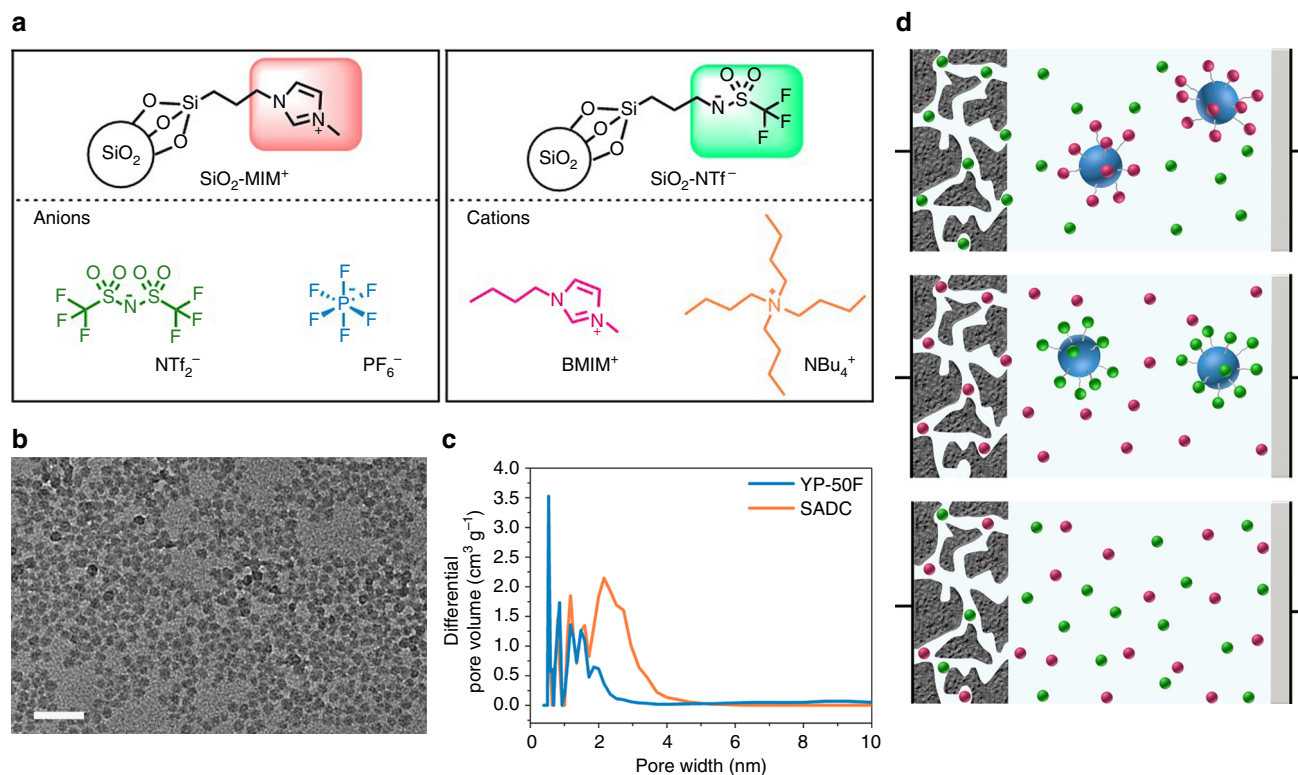 a
O
Si
O
O
SiO2
N
N
+
SiO2-MIM+
Anions
O O O O
F S N− S F
F F F F
NTf2−
F
F P− F
F F
F
PF6−
O
Si
O
O
SiO2
N−
O O
S F
F
F
SiO2-NTf−
Cations
N
N
+
BMIM+
+
N
NBu4+
b
c
Differential
pore volume (cm3 g−1)
4.0
3.5
3.0
2.5
2.0
1.5
1.0
0.5
0.0
YP-50F
SADC
0 2 4 6 8 10
Pore width (nm)
d